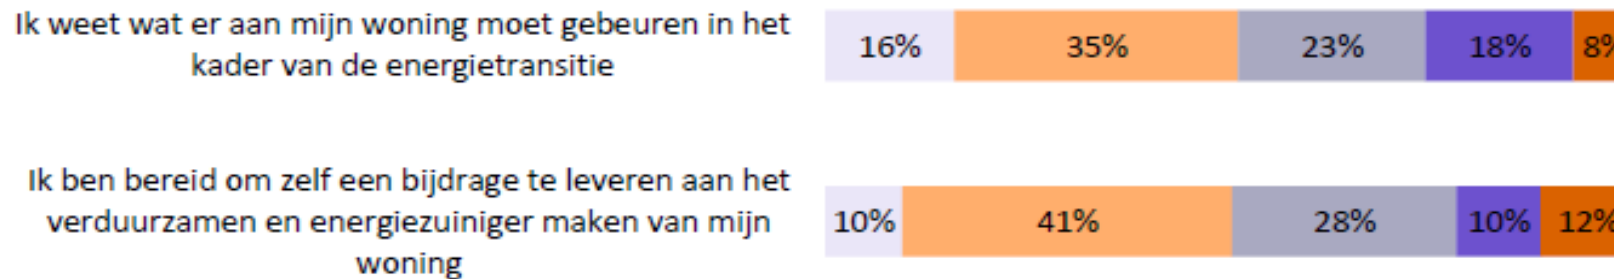 Ik weet wat er aan mijn woning moet gebeuren in het
kader van de energietransitie
16% 35% 23% 18% 8%
Ik ben bereid om zelf een bijdrage te leveren aan het
verduurzamen en energiezuiniger maken van mijn
woning
10% 41% 28% 10% 12%